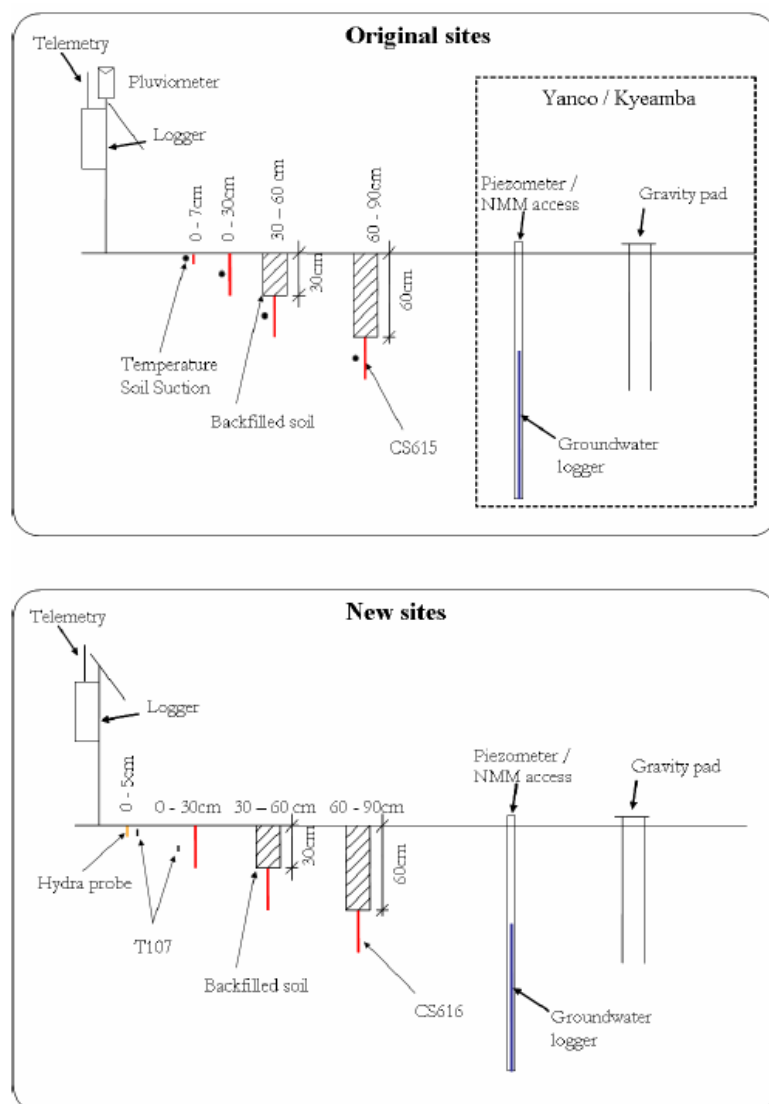 Original sites
Telemetry
Pluviometer
Logger
Yanco / Kyeamba
0 - 7cm
0 - 30cm
30 – 60 cm
60 - 90cm
Piezometer /
NMM access
Gravity pad
30cm
60cm
Temperature
Soil Suction
Backfilled soil
CS615
Groundwater
logger
New sites
Telemetry
Logger
0 - 5cm
0 - 30cm
30 – 60 cm
60 - 90cm
Piezometer /
NMM access
Gravity pad
30cm
60cm
Hydra probe
T107
Backfilled soil
CS616
Groundwater
logger